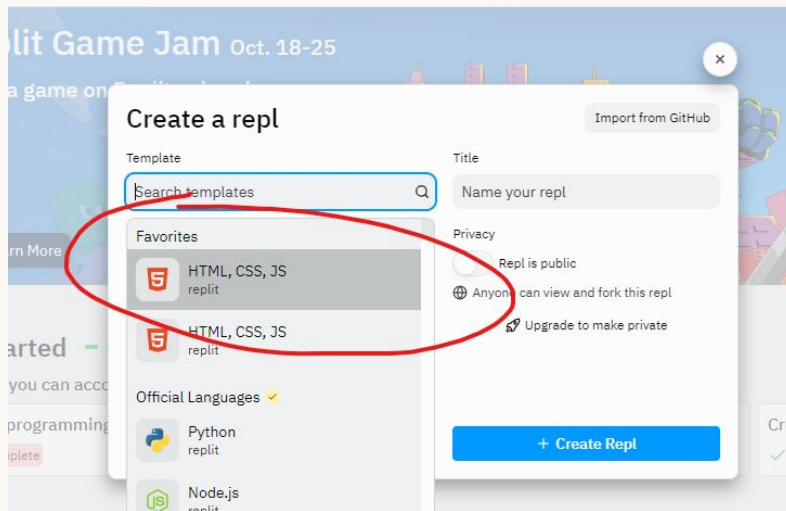 lit Game Jam Oct. 18-25
a game on
Create a repl
Import from GitHub
Template
Title
Search templates
Name your repl
Favorites
Privacy
rn More
HTML, CSS, JS
replit
Repl is public
Anyone can view and fork this repl
HTML, CSS, JS
replit
Upgrade to make private
arted
you can acco
Official Languages
programming
Python
replit
+ Create Repl
Cr
plete
Node.js
replit